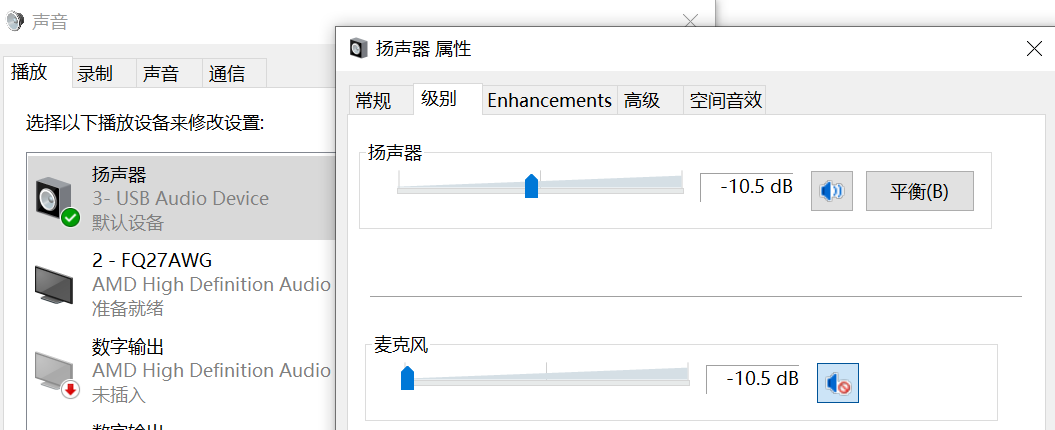 声音
播放 录制 声音 通信
选择以下播放设备来修改设置:
扬声器
3- USB Audio Device
默认设备
2 - FQ27AWG
AMD High Definition Audio
准备就绪
数字输出
AMD High Definition Audio
未插入
数字输出
扬声器 属性
常规 级别 Enhancements 高级 空间音效
扬声器
-10.5 dB
平衡(B)
麦克风
-10.5 dB